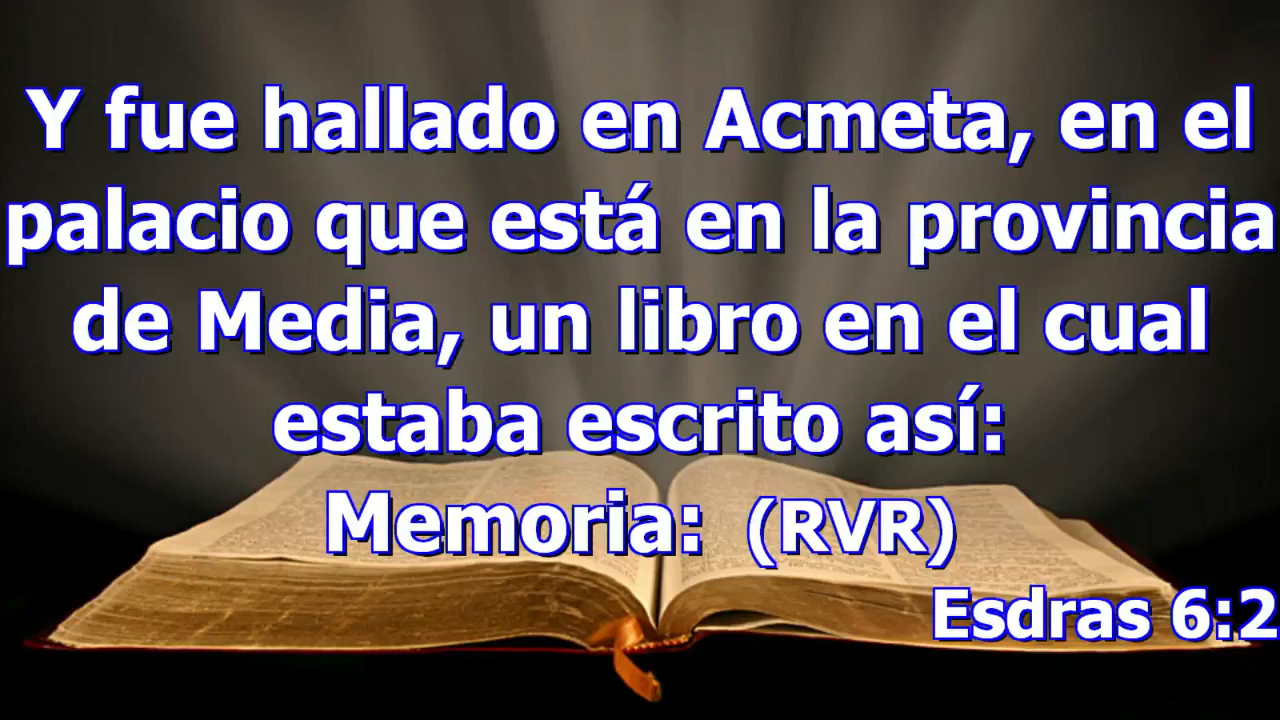 Y fue hallado en Acmeta, en el
palacio que está en la provincia
de Media, un libro en el cual
estaba escrito así:
Memoria: (RVR)
Esdras 6:2